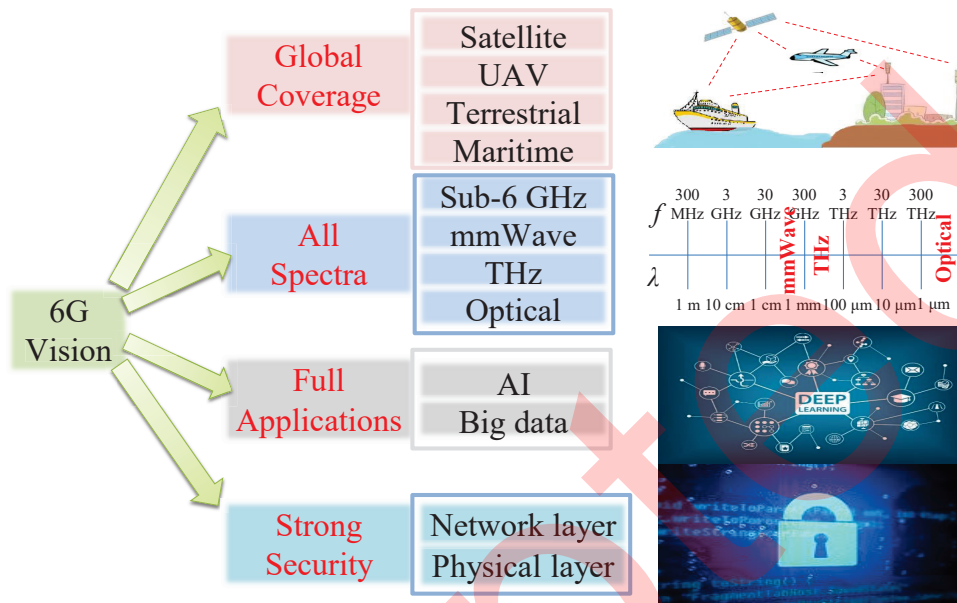 6G
Vision
Global
Coverage
Satellite
UAV
Terrestrial
Maritime
All
Spectra
Sub-6 GHz
mmWave
THz
Optical
Full
Applications
AI
Big data
Strong
Security
Network layer
Physical layer
f
300 3 30 300 3 30 300
MHz GHz GHz GHz THz THz THz
mmWave
THz
Optical
λ
1 m 10 cm 1 cm 1 mm 100 μm 10 μm 1 μm
DEEP
LEARNING